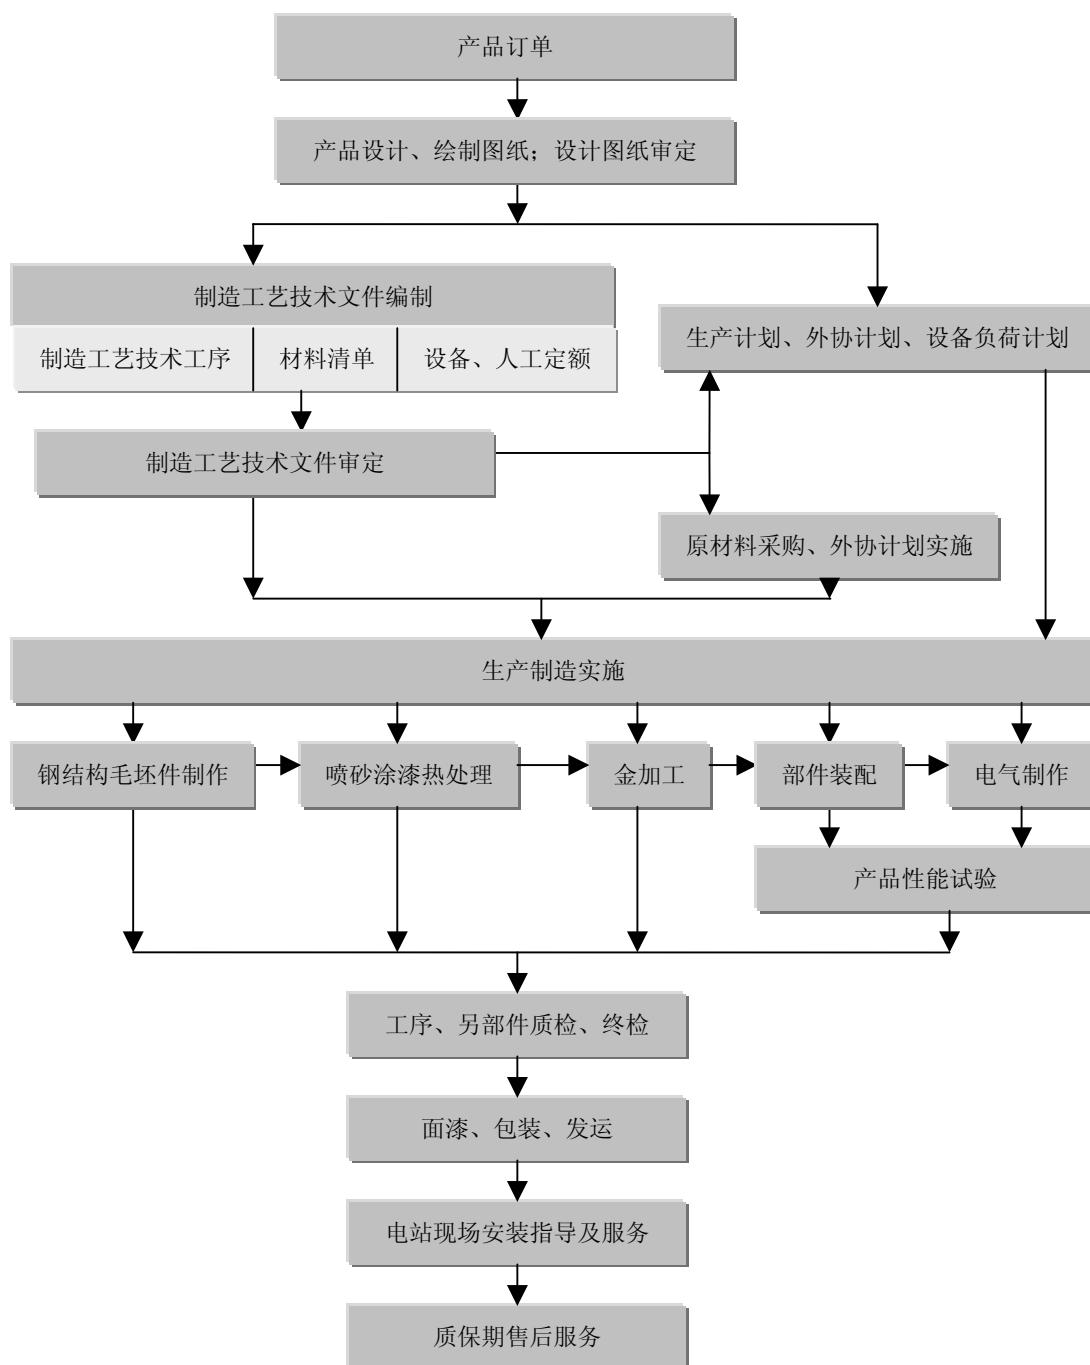 产品订单
产品设计、绘制图纸；设计图纸审定
制造工艺技术文件编制
生产计划、外协计划、设备负荷计划
制造工艺技术工序
材料清单
设备、人工定额
制造工艺技术文件审定
原材料采购、外协计划实施
生产制造实施
钢结构毛坯件制作
喷砂涂漆热处理
金加工
部件装配
电气制作
产品性能试验
工序、另部件质检、终检
面漆、包装、发运
电站现场安装指导及服务
质保期售后服务